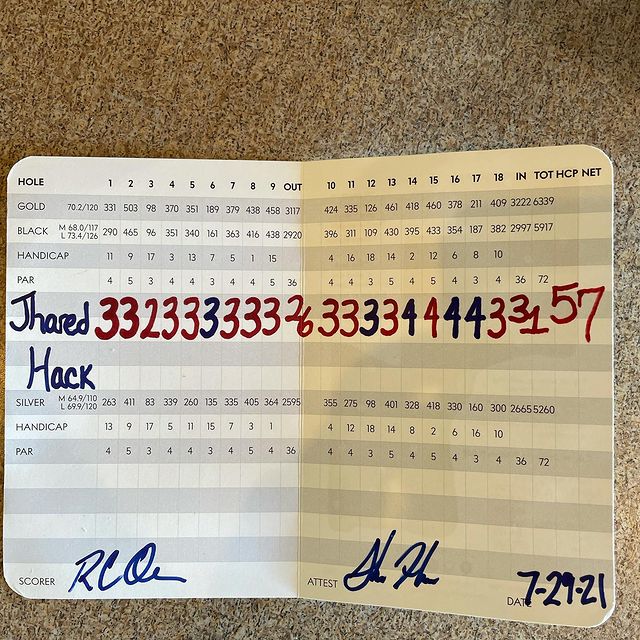 HOLE 1 2 3 4 5 6 7 8 9 OUT 10 11 12 13 14 15 16 17 18 IN TOT HCP NET
GOLD 70.2/120 331 503 98 370 351 189 379 438 458 3117 424 335 126 461 418 460 378 211 409 3222 6339
BLACK M 68.0/117 L 73.4/126 290 465 96 351 340 161 363 416 438 2920 396 311 109 430 395 433 354 187 382 2997 5917
HANDICAP 11 9 17 3 13 7 5 1 15 4 16 18 14 2 12 6 8 10
PAR 4 5 3 4 4 3 4 4 5 36 4 4 3 5 4 5 4 3 4 36 72
Jhared 3 3 2 3 3 3 3 3 3 26 3 3 3 3 4 4 4 4 3 31 57
Hack
SILVER M 64.9/110 L 69.9/120 263 411 83 339 260 135 335 405 364 2595 355 275 98 401 328 418 330 160 300 2665 5260
HANDICAP 13 9 17 5 11 15 7 3 1 4 12 18 14 8 2 6 16 10
PAR 4 5 3 4 4 3 4 4 5 36 4 4 3 5 4 5 4 3 4 36 72
SCORER ATTEST DATE 7-29-21